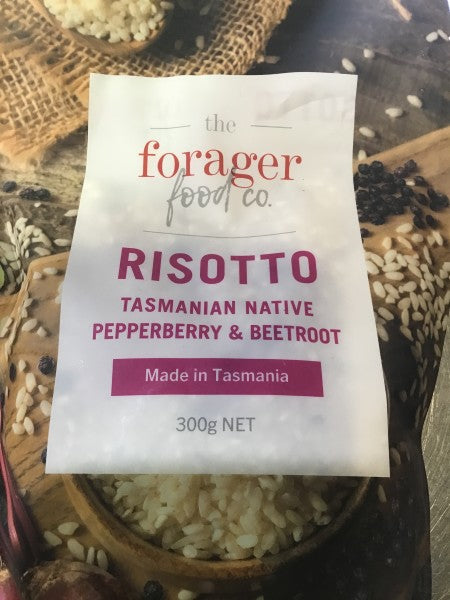 the
forager
food co.
RISOTTO
TASMANIAN NATIVE
PEPPERBERRY & BEETROOT
Made in Tasmania
300g NET